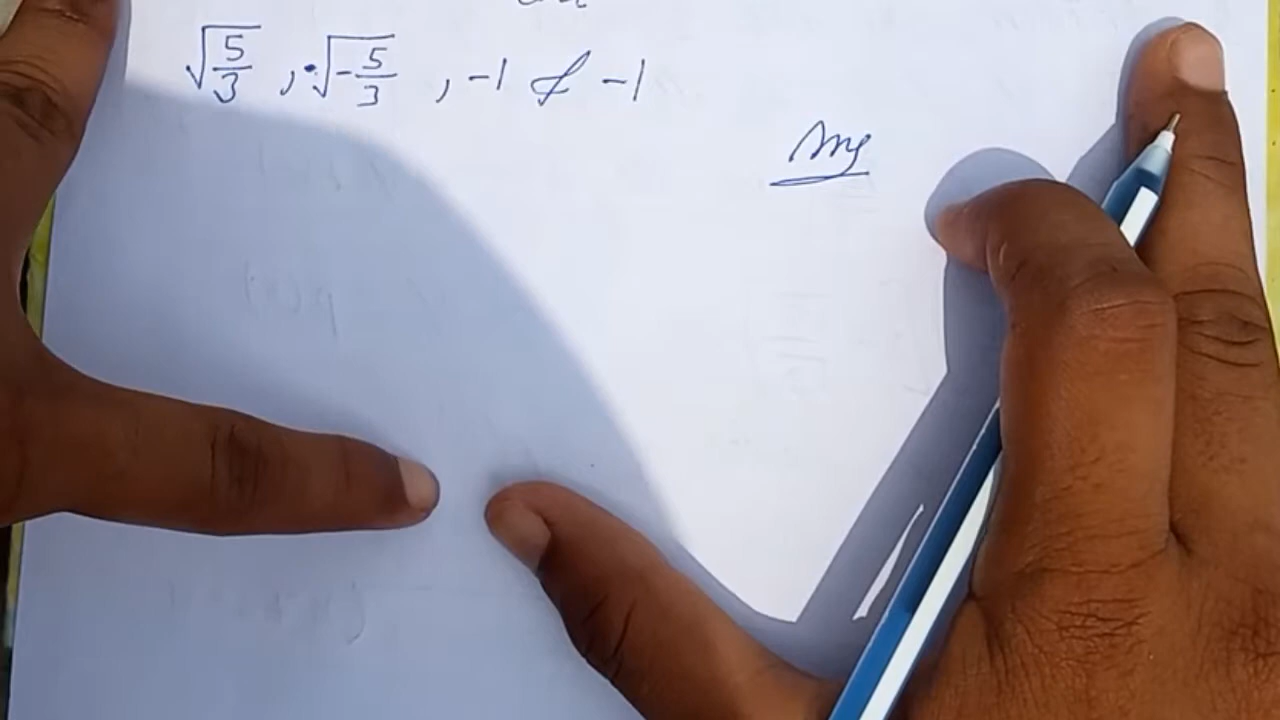 √(5/3) , √(-5/3) , -1 & -1
Ans